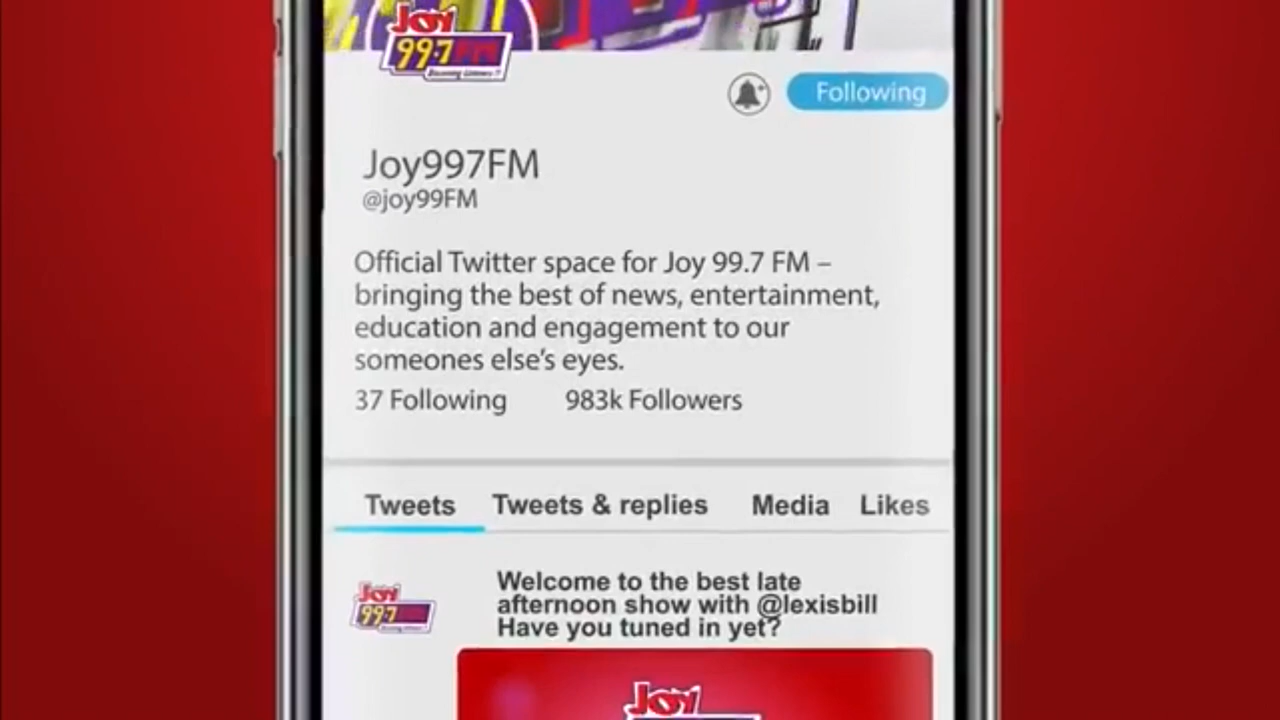 Joy
99.7 FM
Following
Joy997FM
@joy99FM
Official Twitter space for Joy 99.7 FM –
bringing the best of news, entertainment,
education and engagement to our
someones else's eyes.
37 Following 983k Followers
Tweets Tweets & replies Media Likes
Joy
99.7
Welcome to the best late
afternoon show with @lexisbill
Have you tuned in yet?
Joy